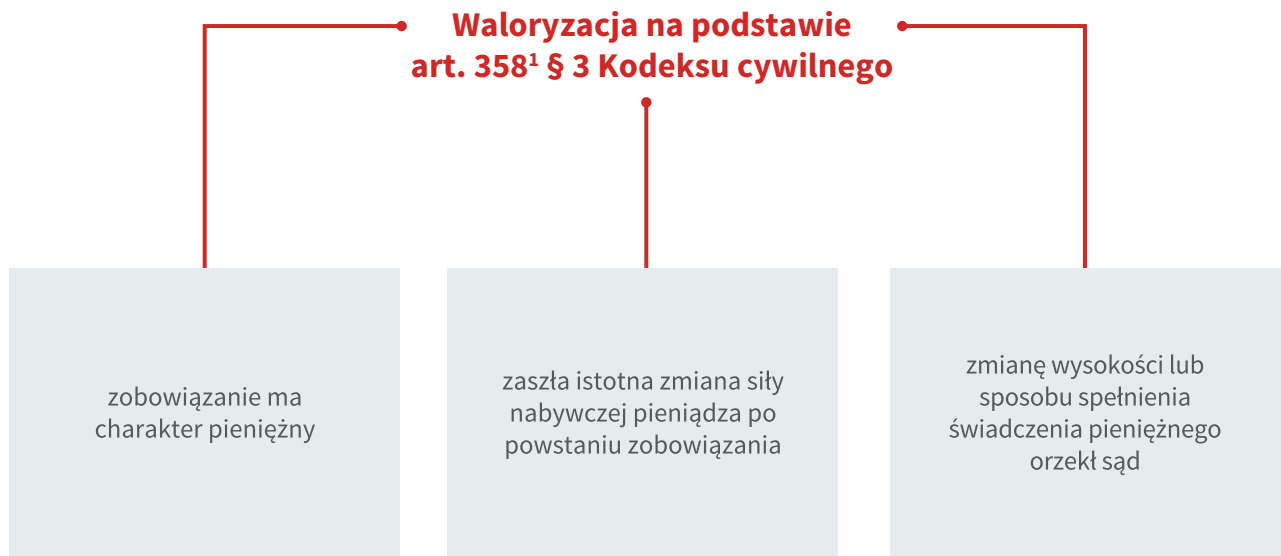 Waloryzacja na podstawie
art. 358¹ § 3 Kodeksu cywilnego
zobowiązanie ma
charakter pieniężny
zaszła istotna zmiana siły
nabywczej pieniądza po
powstaniu zobowiązania
zmianę wysokości lub
sposobu spełnienia
świadczenia pieniężnego
orzekł sąd